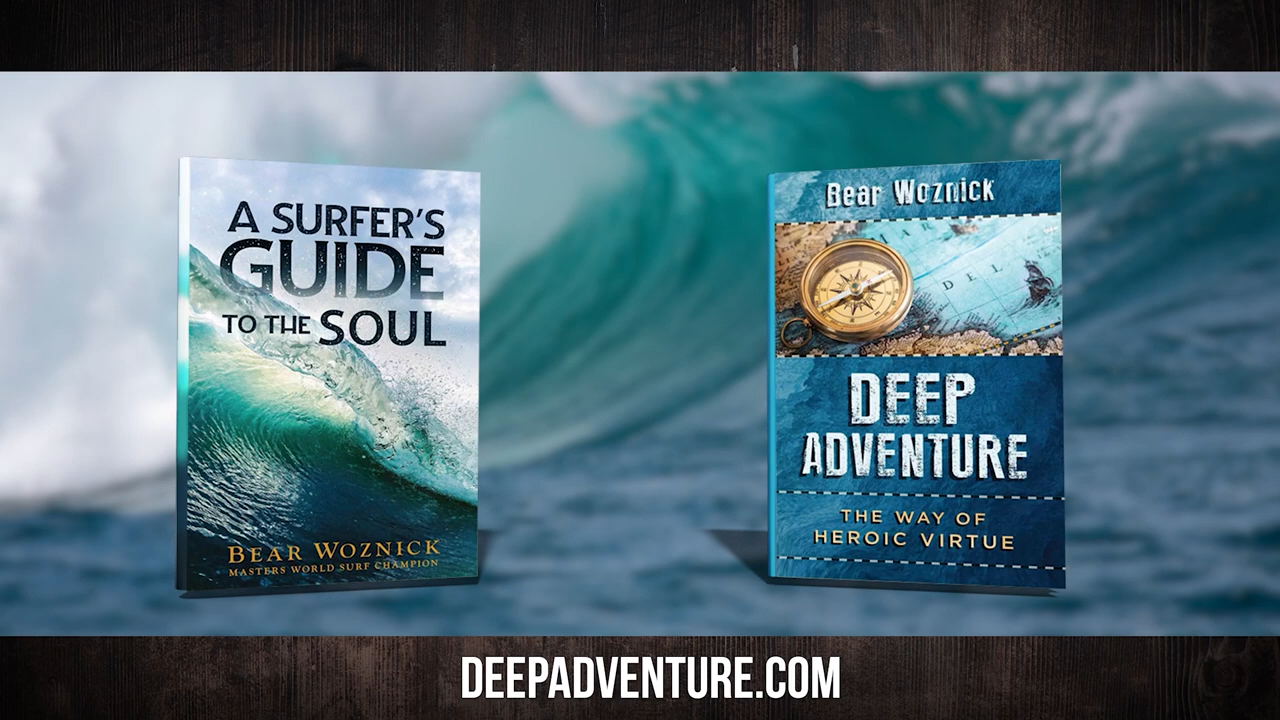 A SURFER'S
GUIDE
TO THE SOUL
BEAR WOZNICK
MASTERS WORLD SURF CHAMPION
Bear Woznick
DEL
DEEP
ADVENTURE
THE WAY OF
HEROIC VIRTUE
DEEPADVENTURE.COM